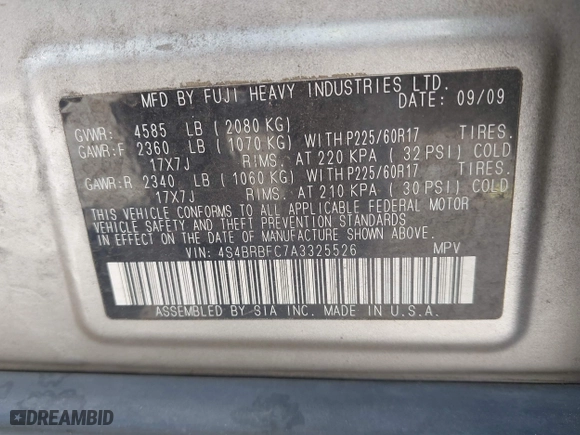 MFD BY FUJI HEAVY INDUSTRIES LTD.
DATE: 09/09
GVWR: 4585 LB ( 2080 KG)
GAWR:F 2360 LB ( 1070 KG) WITHP225/60R17 TIRES.
17X7J RIMS. AT 220 KPA ( 32 PSI) COLD
GAWR:R 2340 LB ( 1060 KG) WITHP225/60R17 TIRES.
17X7J RIMS. AT 210 KPA ( 30 PSI) COLD
THIS VEHICLE CONFORMS TO ALL APPLICABLE FEDERAL MOTOR
VEHICLE SAFETY AND THEFT PREVENTION STANDARDS
IN EFFECT ON THE DATE OF MANUFACTURE SHOWN ABOVE.
VIN: 4S4BRBFC7A3325526 MPV
ASSEMBLED BY SIA INC. MADE IN U.S.A.
DREAMBID